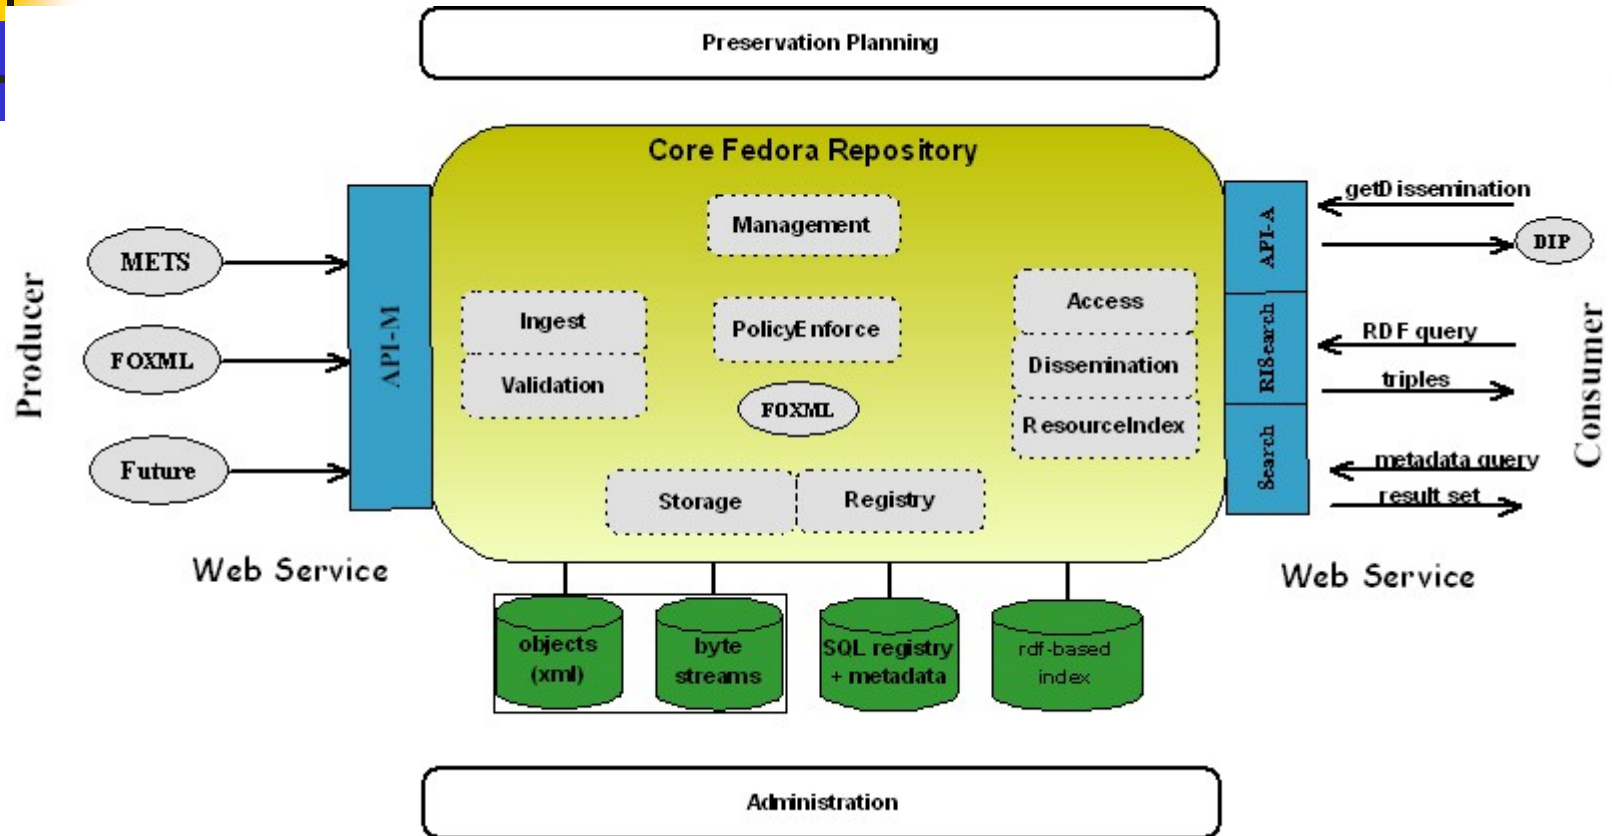 Preservation Planning
Core Fedora Repository
Producer
METS
FOXML
Future
Web Service
API-M
Management
Ingest
Validation
PolicyEnforce
FOXML
Access
Dissemination
ResourceIndex
Storage
Registry
API-A
RISearch
Search
getDissemination
DIP
RDF query
triples
metadata query
result set
Consumer
Web Service
objects
(xml)
byte
streams
SQL registry
+ metadata
rdf-based
index
Administration